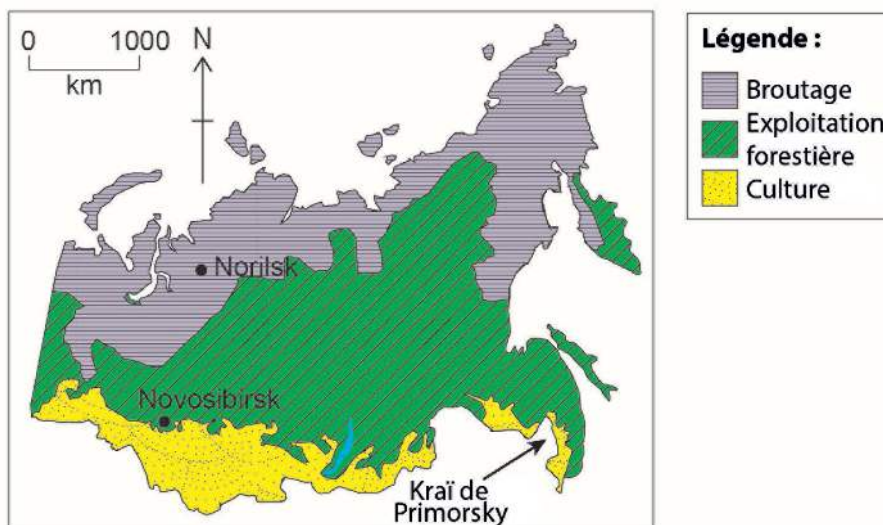 0 1000
km
N
Norilsk
Novosibirsk
Kraï de
Primorsky
Légende :
Broutage
Exploitation
forestière
Culture